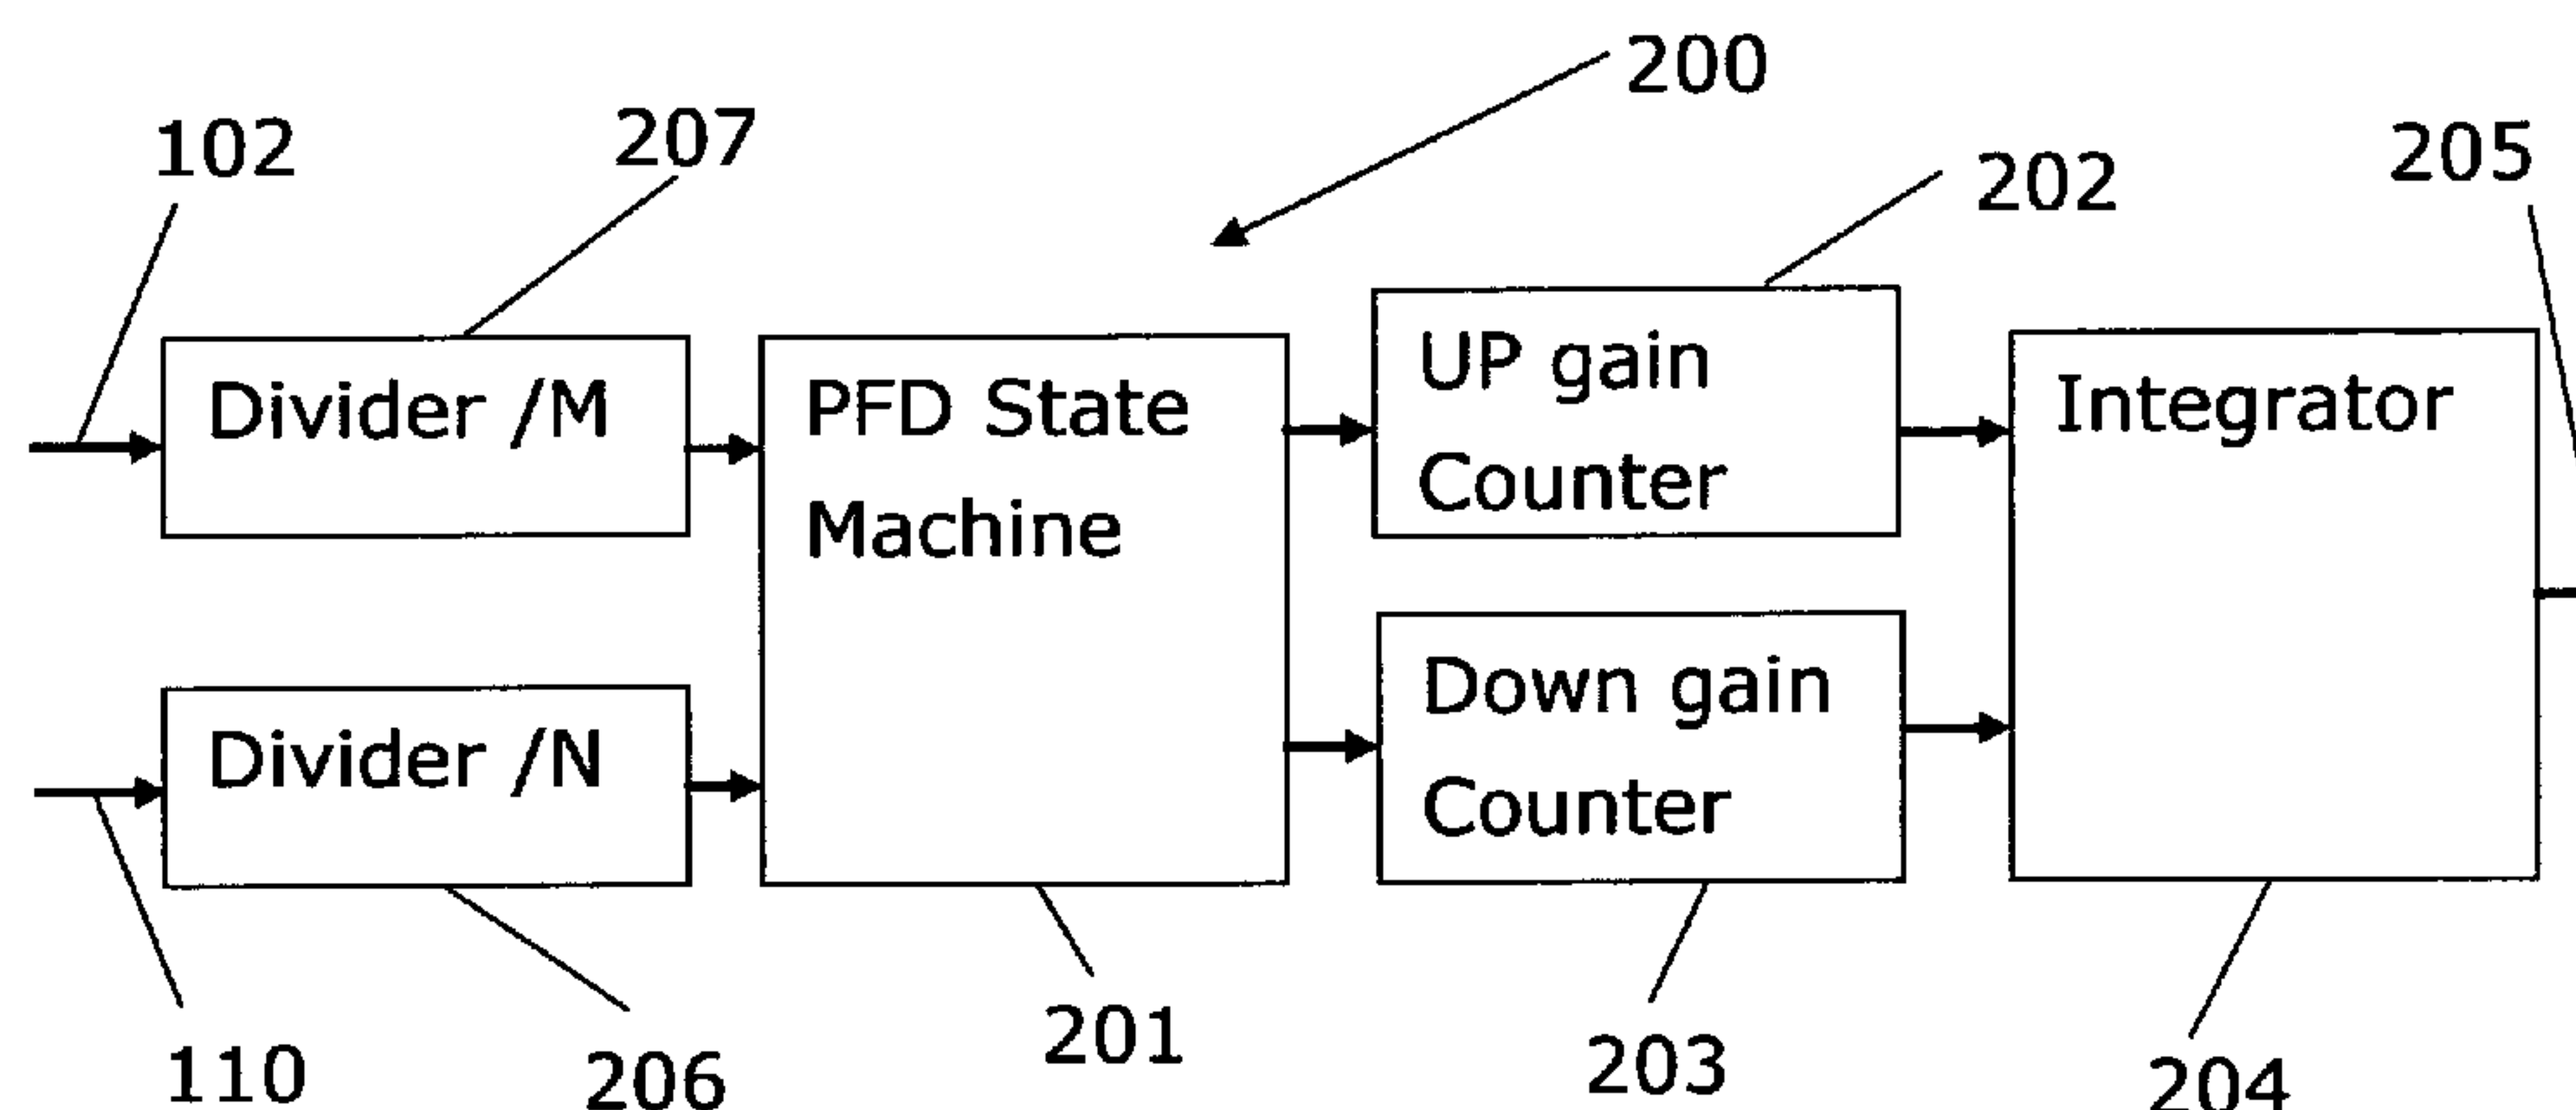 200
102
207
202
205
Divider /M
PFD State
Machine
UP gain
Counter
Integrator
Divider /N
Down gain
Counter
110
206
201
203
204